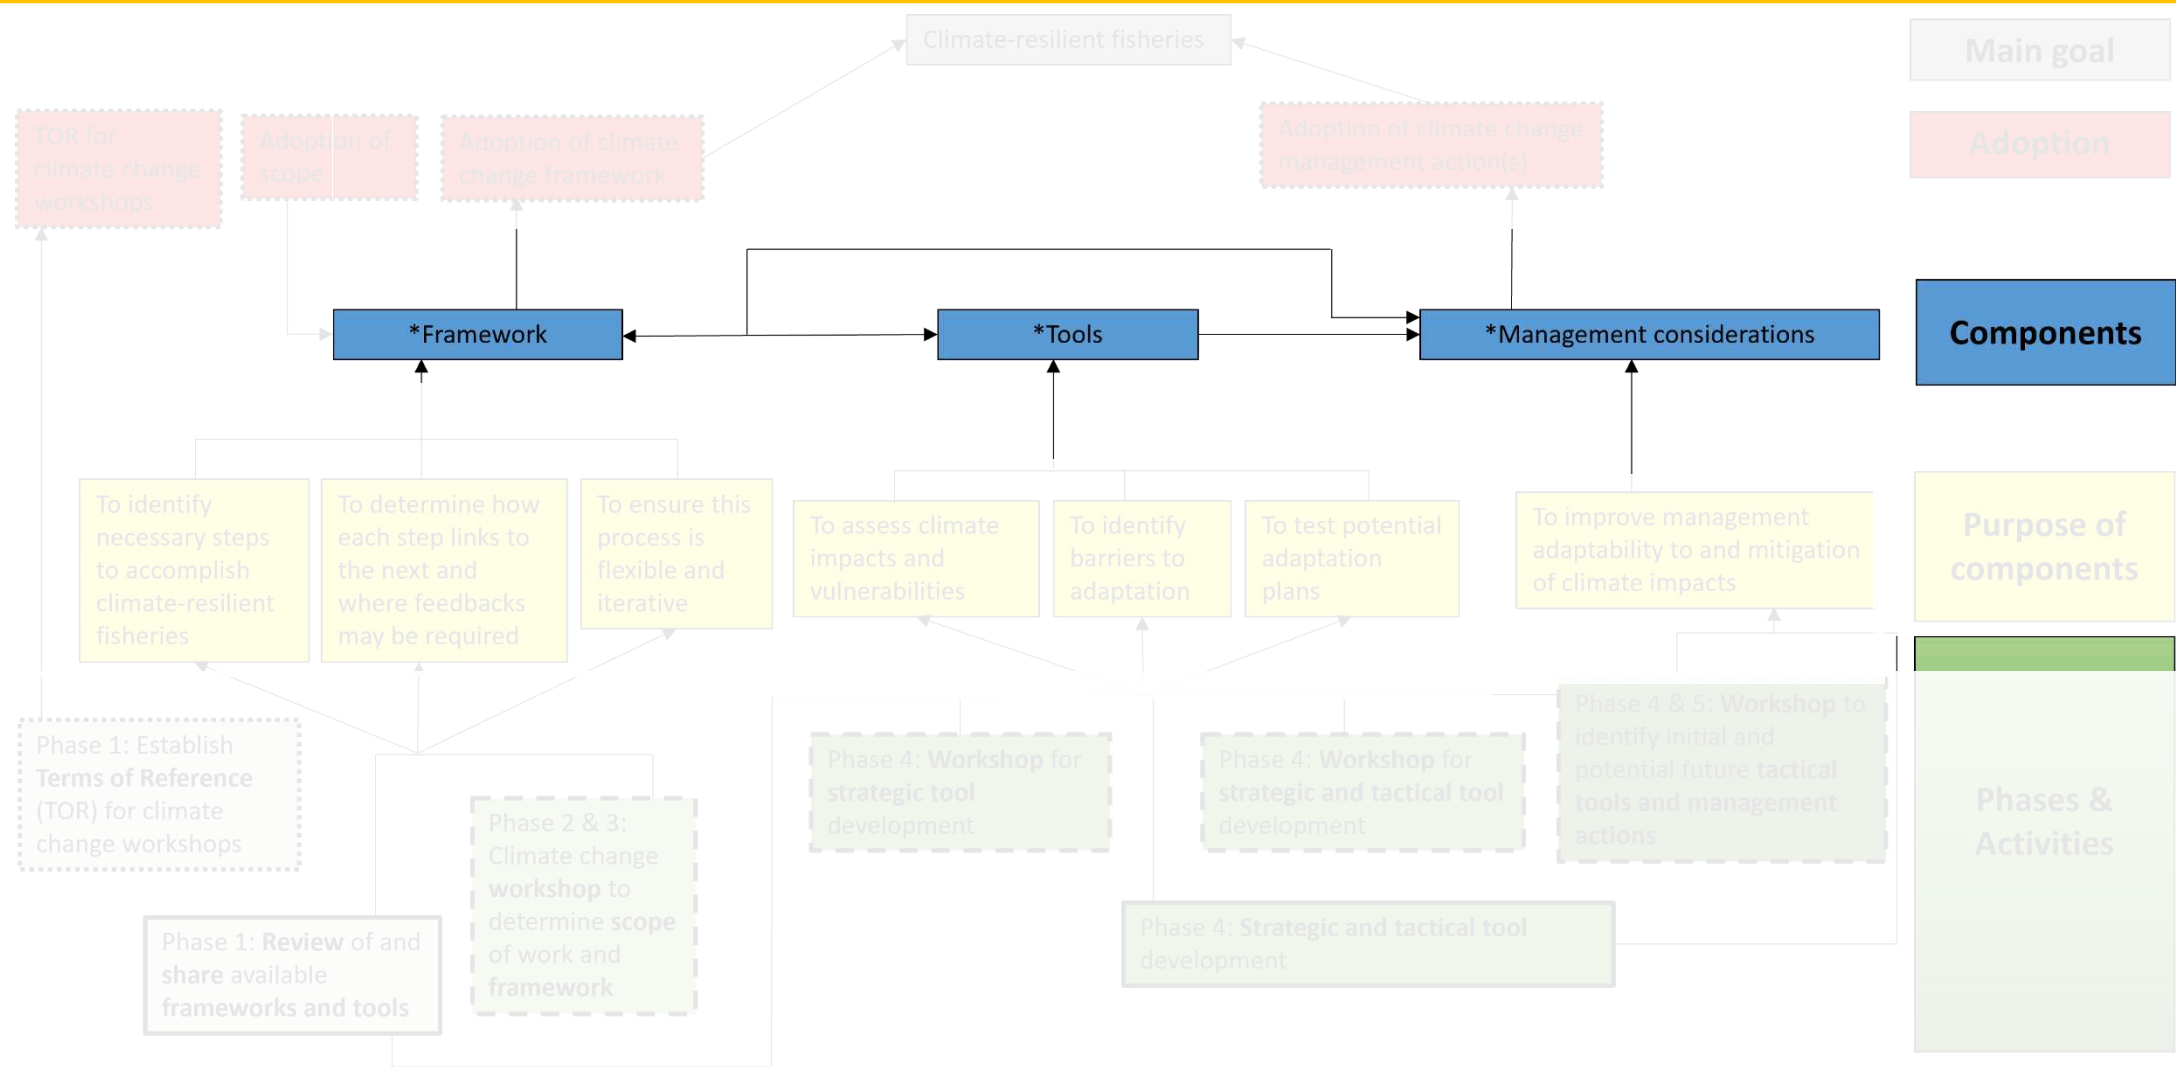 Climate-resilient fisheries
Main goal
TOR for
climate change
workshops
Adoption of
scope
Adoption of climate
change framework
Adoption of climate change
management action(s)
Adoption
*Framework
*Tools
*Management considerations
Components
To identify
necessary steps
to accomplish
climate-resilient
fisheries
To determine how
each step links to
the next and
where feedbacks
may be required
To ensure this
process is
flexible and
iterative
To assess climate
impacts and
vulnerabilities
To identify
barriers to
adaptation
To test potential
adaptation
plans
To improve management
adaptability to and mitigation
of climate impacts
Purpose of
components
Phase 1: Establish
Terms of Reference
(TOR) for climate
change workshops
Phase 1: Review of and
share available
frameworks and tools
Phase 2 & 3:
Climate change
workshop to
determine scope
of work and
framework
Phase 4: Workshop for
strategic tool
development
Phase 4: Workshop for
strategic and tactical tool
development
Phase 4: Strategic and tactical tool
development
Phase 4 & 5: Workshop to
identify initial and
potential future tactical
tools and management
actions
Phases &
Activities